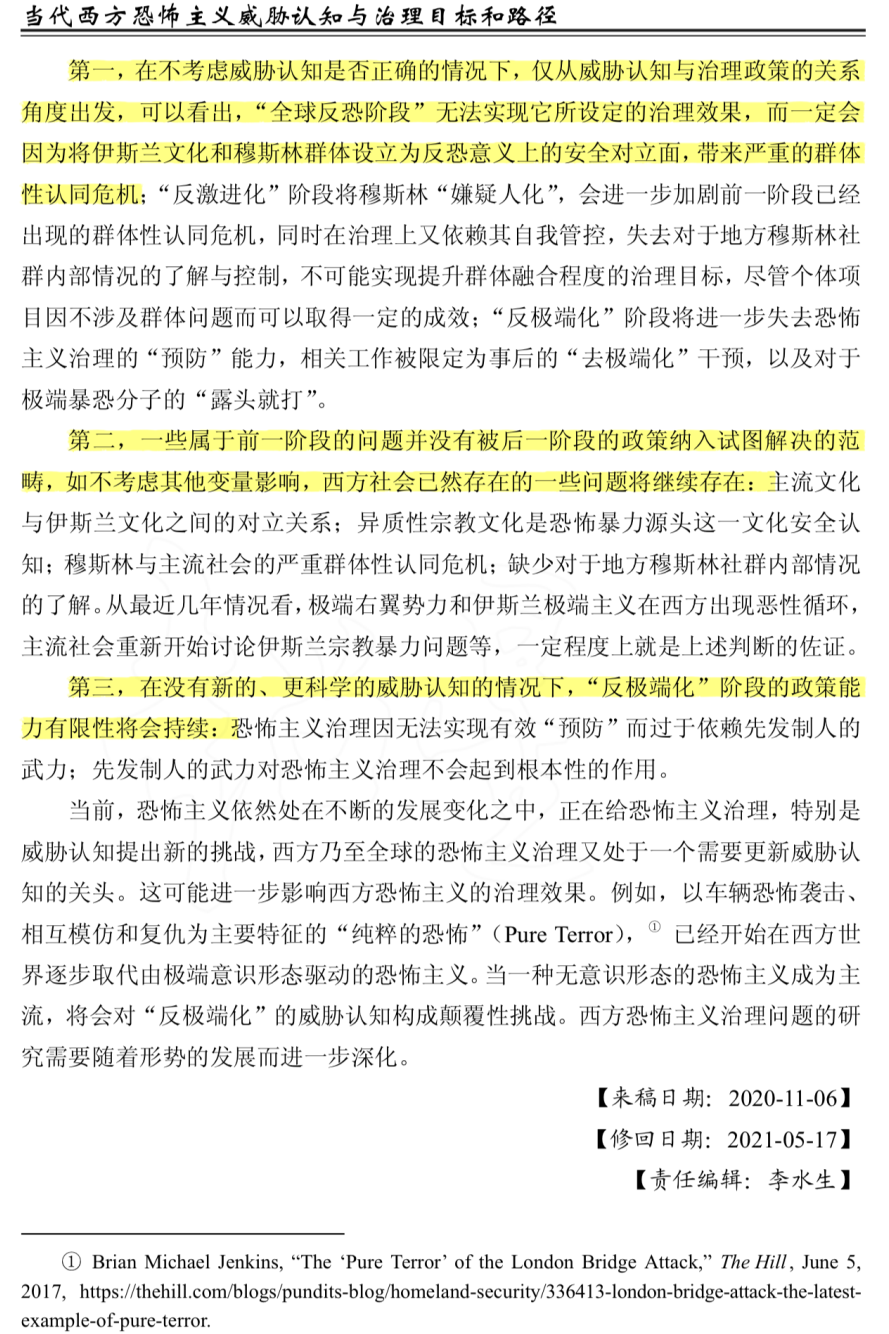 当代西方恐怖主义威胁认知与治理目标和路径
第一，在不考虑威胁认知是否正确的情况下，仅从威胁认知与治理政策的关系
角度出发，可以看出，“全球反恐阶段”无法实现它所设定的治理效果，而一定会
因为将伊斯兰文化和穆斯林群体设立为反恐意义上的安全对立面，带来严重的群体
性认同危机；“反激进化”阶段将穆斯林“嫌疑人化”，会进一步加剧前一阶段已经
出现的群体性认同危机，同时在治理上又依赖其自我管控，失去对于地方穆斯林社
群内部情况的了解与控制，不可能实现提升群体融合程度的治理目标，尽管个体项
目因不涉及群体问题而可以取得一定的成效；“反极端化”阶段将进一步失去恐怖
主义治理的“预防”能力，相关工作被限定为事后的“去极端化”干预，以及对于
极端暴恐分子的“露头就打”。
第二，一些属于前一阶段的问题并没有被后一阶段的政策纳入试图解决的范
畴，如不考虑其他变量影响，西方社会已然存在的一些问题将继续存在：主流文化
与伊斯兰文化之间的对立关系；异质性宗教文化是恐怖暴力源头这一文化安全认
知；穆斯林与主流社会的严重群体性认同危机；缺少对于地方穆斯林社群内部情况
的了解。从最近几年情况看，极端右翼势力和伊斯兰极端主义在西方出现恶性循环，
主流社会重新开始讨论伊斯兰宗教暴力问题等，一定程度上就是上述判断的佐证。
第三，在没有新的、更科学的威胁认知的情况下，“反极端化”阶段的政策能
力有限性将会持续：恐怖主义治理因无法实现有效“预防”而过于依赖先发制人的
武力；先发制人的武力对恐怖主义治理不会起到根本性的作用。
当前，恐怖主义依然处在不断的发展变化之中，正在给恐怖主义治理，特别是
威胁认知提出新的挑战，西方乃至全球的恐怖主义治理又处于一个需要更新威胁认
知的关头。这可能进一步影响西方恐怖主义的治理效果。例如，以车辆恐怖袭击、
相互模仿和复仇为主要特征的“纯粹的恐怖”（Pure Terror），① 已经开始在西方世
界逐步取代由极端意识形态驱动的恐怖主义。当一种无意识形态的恐怖主义成为主
流，将会对“反极端化”的威胁认知构成颠覆性挑战。西方恐怖主义治理问题的研
究需要随着形势的发展而进一步深化。
【来稿日期：2020-11-06】
【修回日期：2021-05-17】
【责任编辑：李水生】
① Brian Michael Jenkins, “The ‘Pure Terror’ of the London Bridge Attack,” The Hill, June 5,
2017, https://thehill.com/blogs/pundits-blog/homeland-security/336413-london-bridge-attack-the-latest-
example-of-pure-terror.